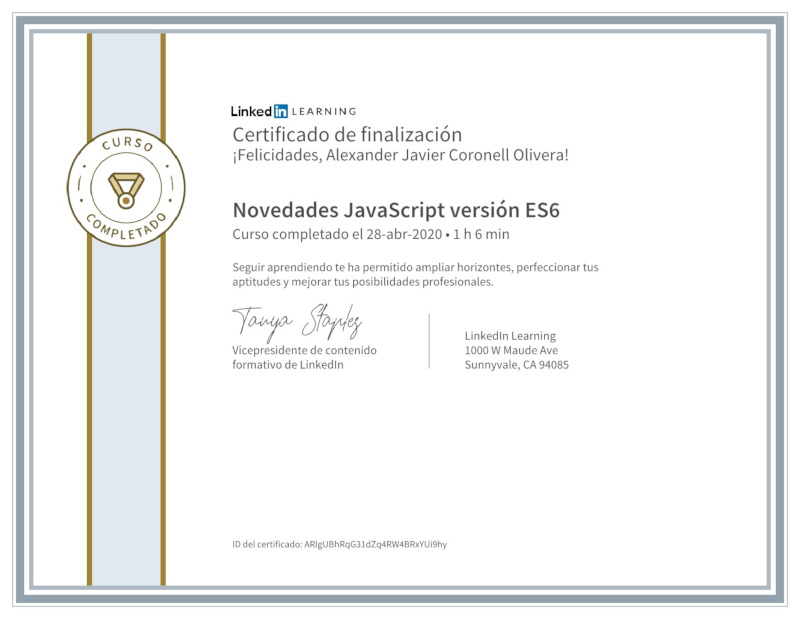 LinkedIn LEARNING
Certificado de finalización
¡Felicidades, Alexander Javier Coronell Olivera!
CURSO
COMPLETADO
Novedades JavaScript versión ES6
Curso completado el 28-abr-2020 • 1 h 6 min
Seguir aprendiendo te ha permitido ampliar horizontes, perfeccionar tus
aptitudes y mejorar tus posibilidades profesionales.
Tanya Staples
Vicepresidente de contenido
formativo de LinkedIn
LinkedIn Learning
1000 W Maude Ave
Sunnyvale, CA 94085
ID del certificado: ARlgUBhRqG31dZq4RW4BRxYUi9hy